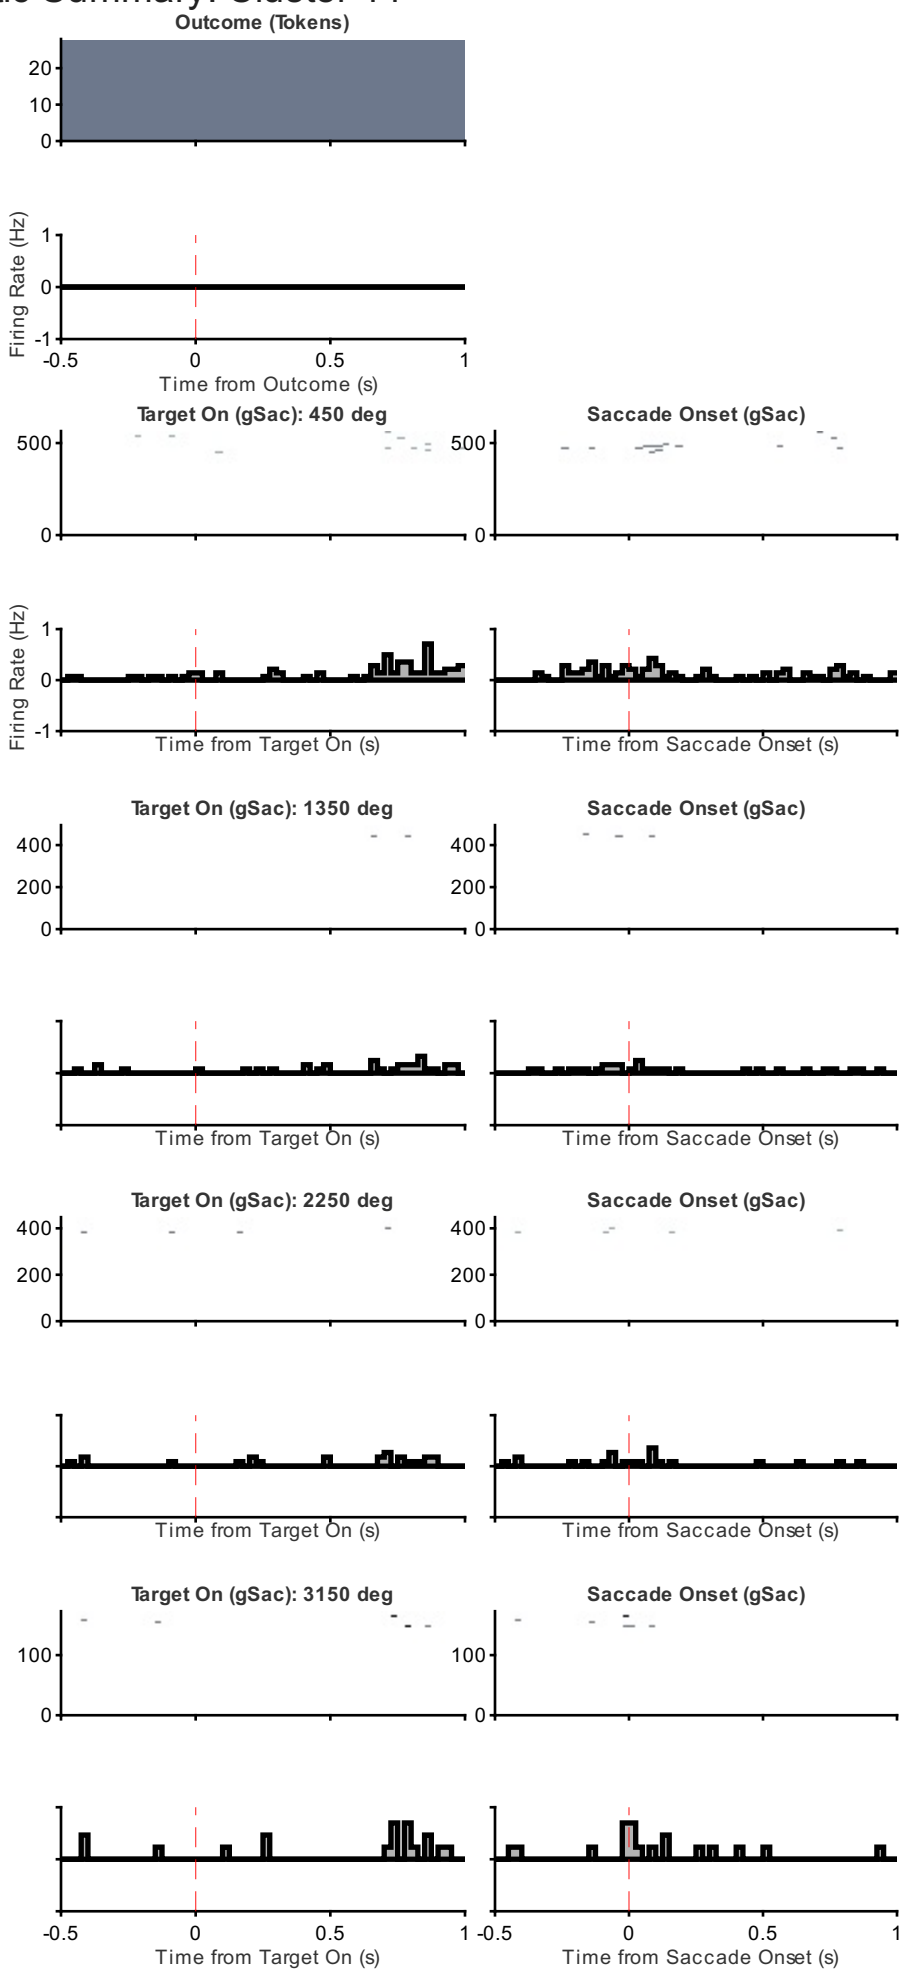 Summary: Cluster
Outcome (Tokens)
20
10
0
Firing Rate (Hz)
1
0
-1
-0.5 0 0.5 1
Time from Outcome (s)
Target On (gSac): 450 deg Saccade Onset (gSac)
500 500
0 0
Firing Rate (Hz)
1
0
-1
Time from Target On (s) Time from Saccade Onset (s)
Target On (gSac): 1350 deg Saccade Onset (gSac)
400 400
200 200
0 0
Time from Target On (s) Time from Saccade Onset (s)
Target On (gSac): 2250 deg Saccade Onset (gSac)
400 400
200 200
0 0
Time from Target On (s) Time from Saccade Onset (s)
Target On (gSac): 3150 deg Saccade Onset (gSac)
100 100
0 0
-0.5 0 0.5 1 -0.5 0 0.5 1
Time from Target On (s) Time from Saccade Onset (s)